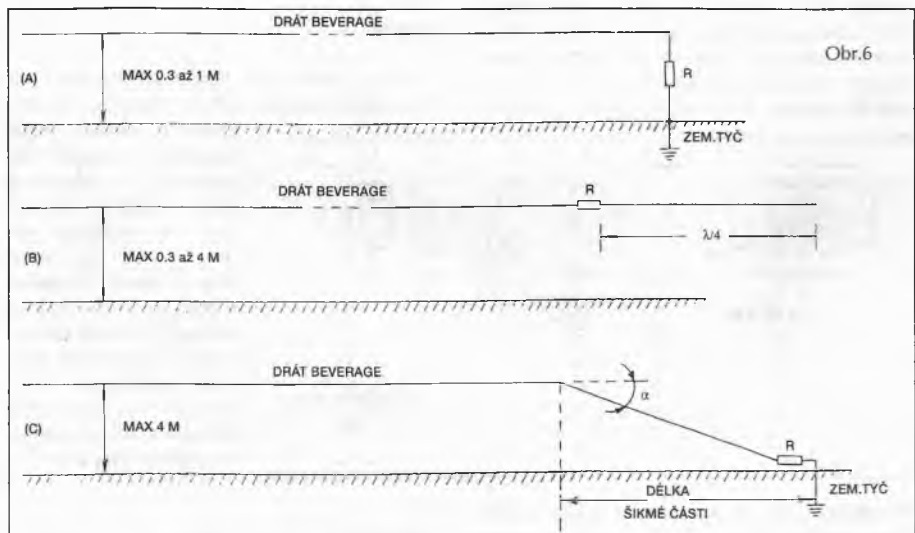 DRÁT BEVERAGE
Obr.6
(A)
MAX 0.3 až 1 M
R
ZEM.TYČ
DRÁT BEVERAGE
R
λ/4
(B)
MAX 0.3 až 4 M
DRÁT BEVERAGE
α
(C)
MAX 4 M
R
ZEM.TYČ
DÉLKA
ŠIKMÉ ČÁSTI